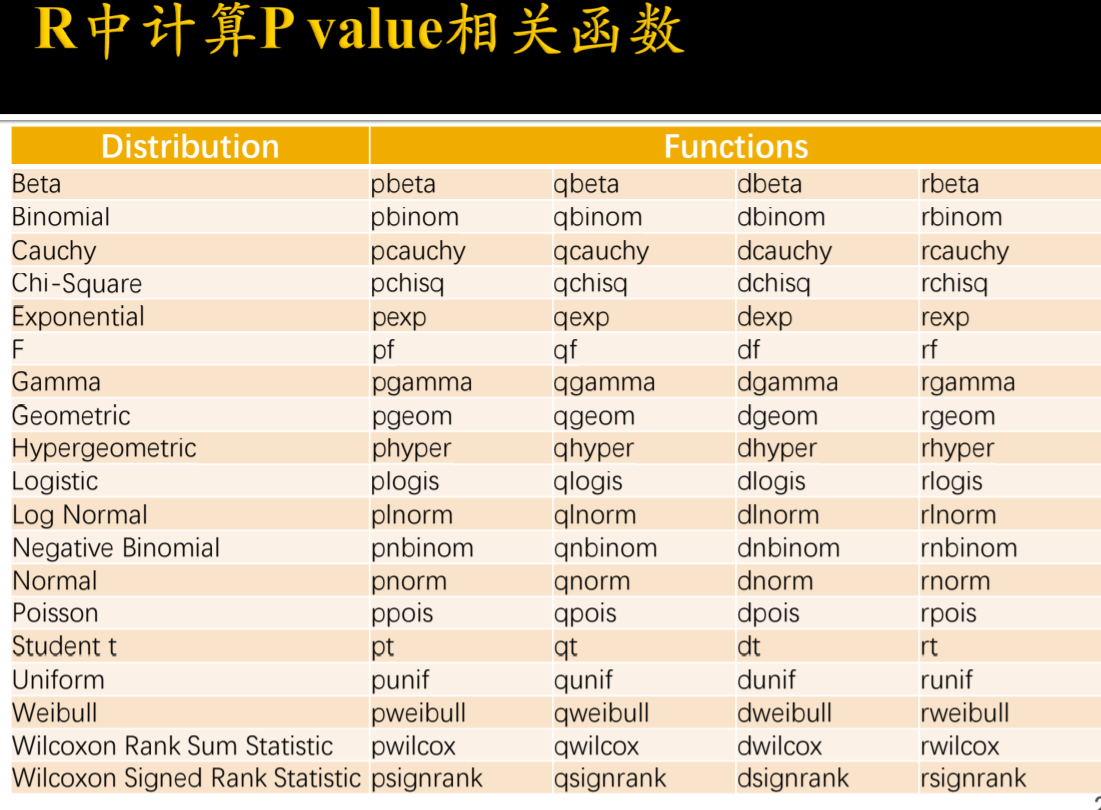 R中计算P value相关函数
Distribution Functions
Beta pbeta qbeta dbeta rbeta
Binomial pbinom qbinom dbinom rbinom
Cauchy pcauchy qcauchy dcauchy rcauchy
Chi-Square pchisq qchisq dchisq rchisq
Exponential pexp qexp dexp rexp
F pf qf df rf
Gamma pgamma qgamma dgamma rgamma
Geometric pgeom qgeom dgeom rgeom
Hypergeometric phyper qhyper dhyper rhyper
Logistic plogis qlogis dlogis rlogis
Log Normal plnorm qlnorm dlnorm rlnorm
Negative Binomial pnbinom qnbinom dnbinom rnbinom
Normal pnorm qnorm dnorm rnorm
Poisson ppois qpois dpois rpois
Student t pt qt dt rt
Uniform punif qunif dunif runif
Weibull pweibull qweibull dweibull rweibull
Wilcoxon Rank Sum Statistic pwilcox qwilcox dwilcox rwilcox
Wilcoxon Signed Rank Statistic psignrank qsignrank dsignrank rsignrank